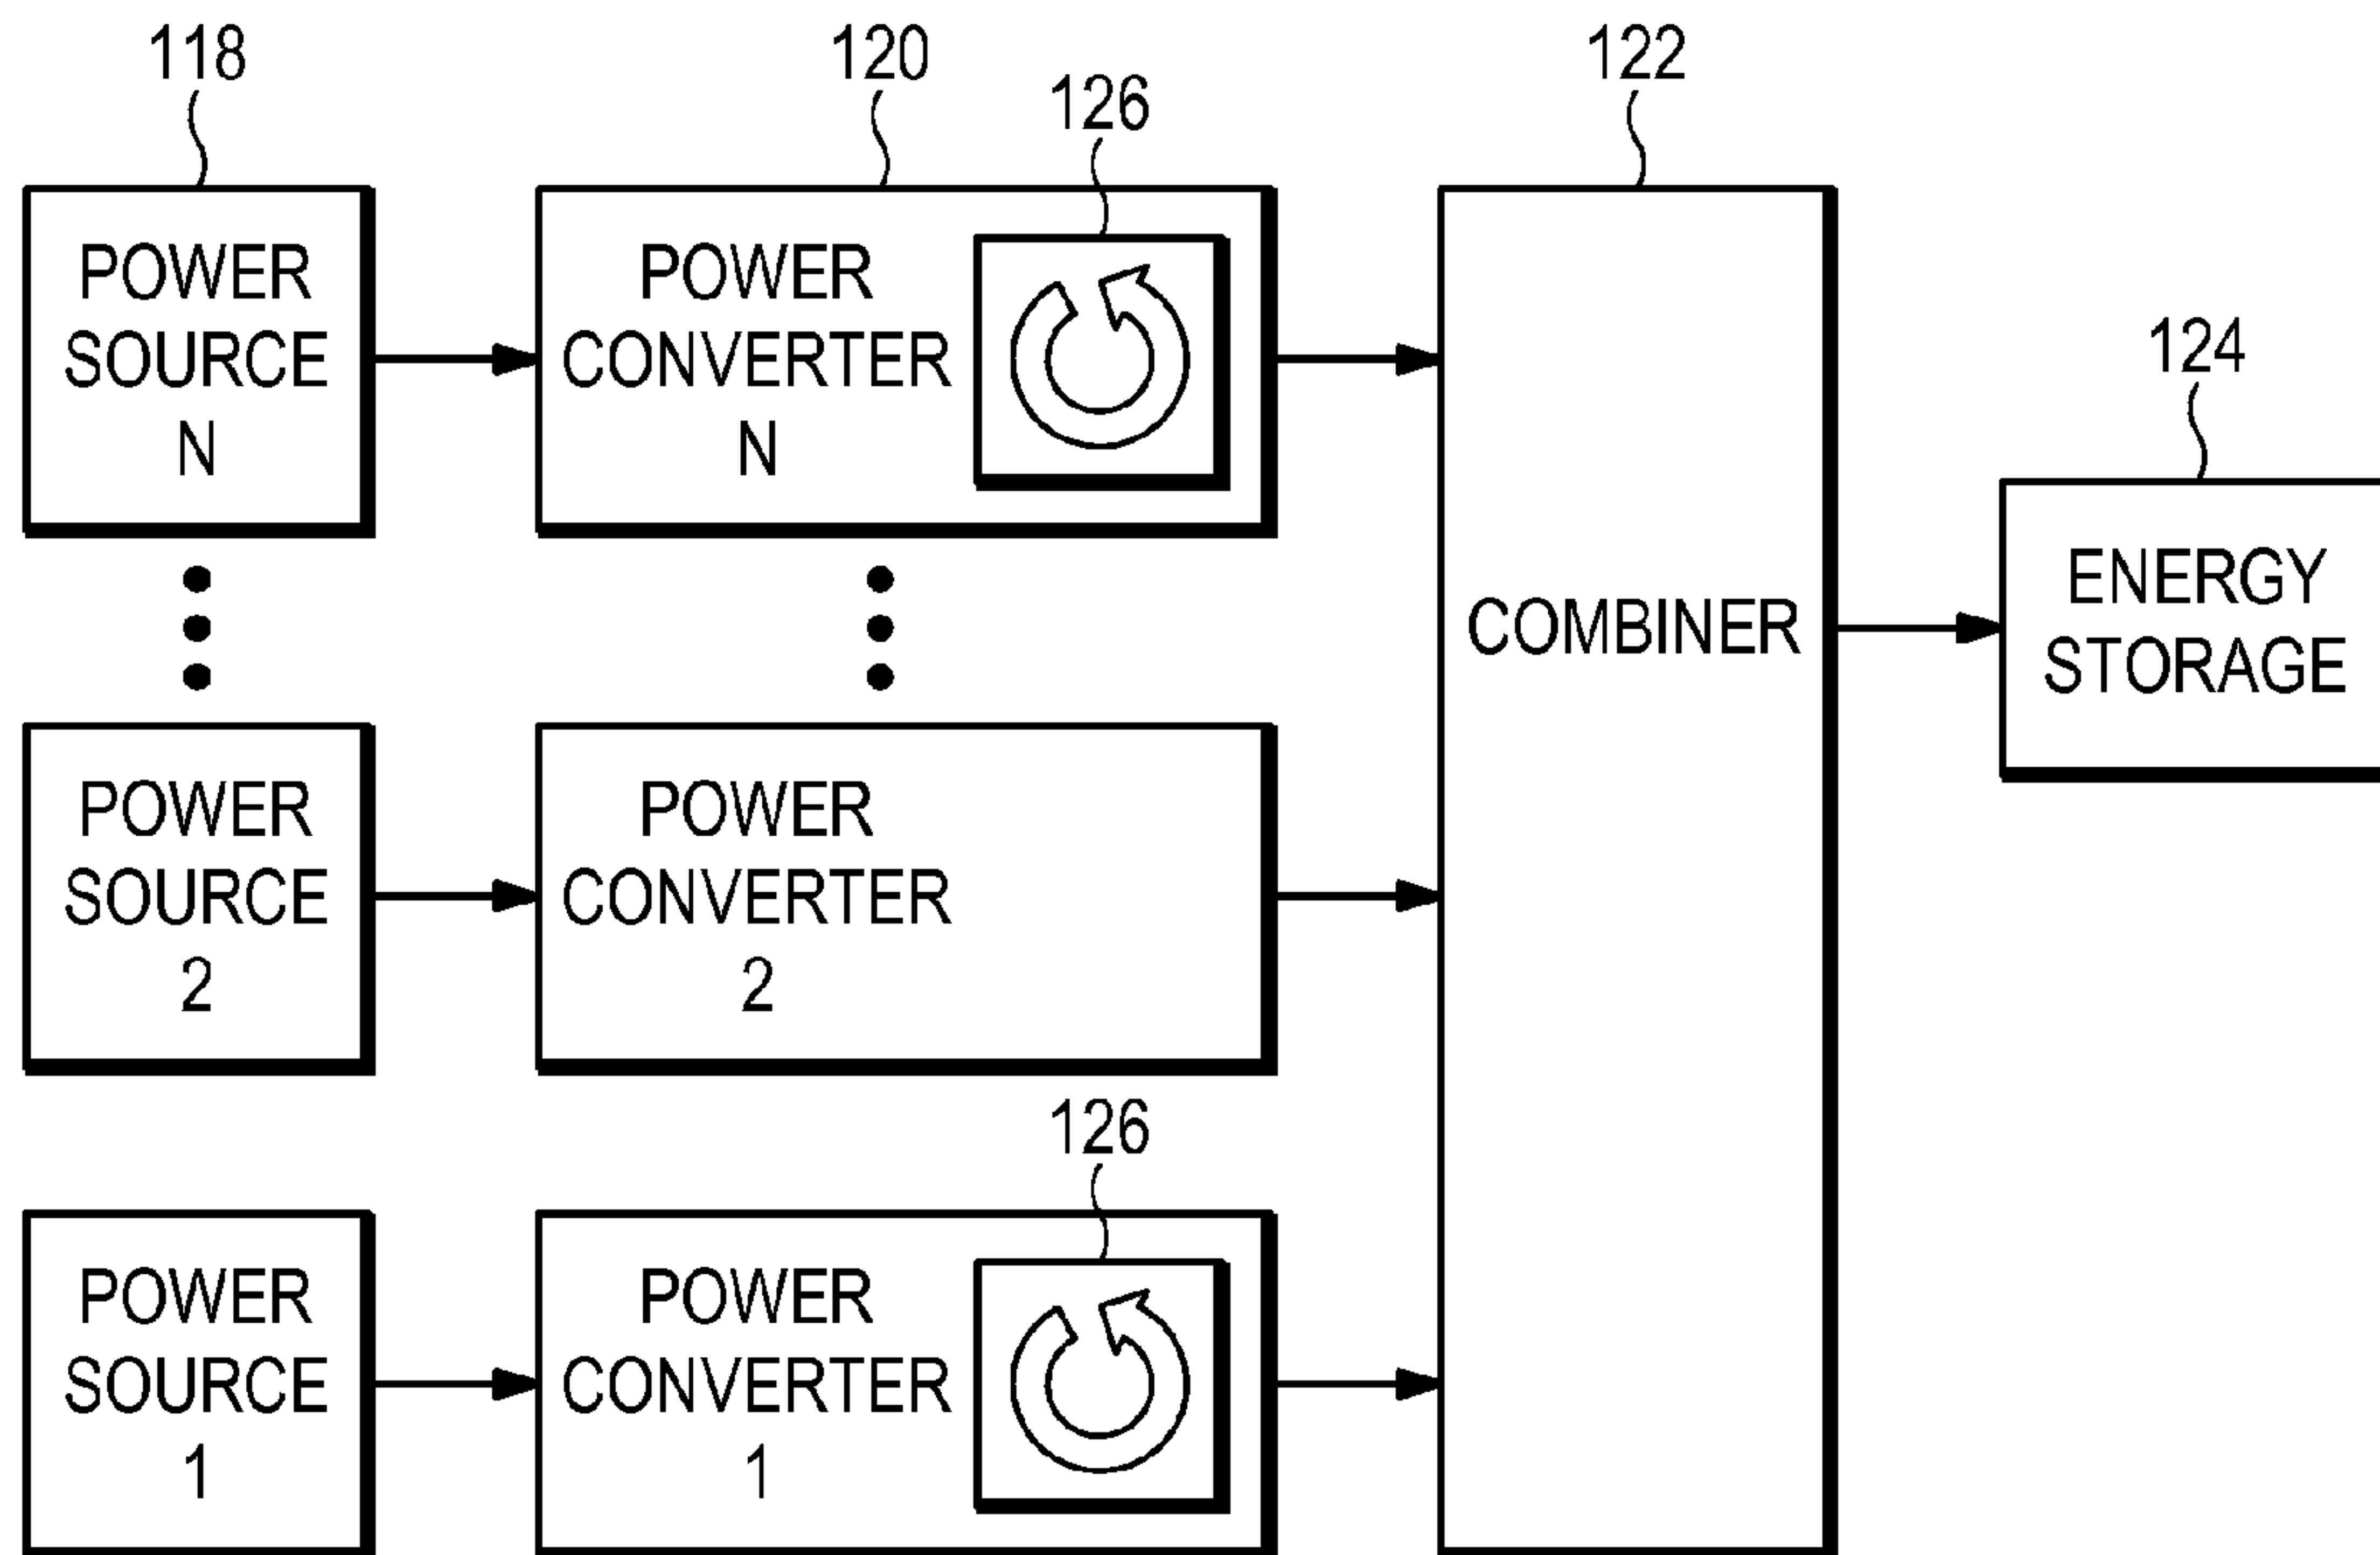 118
120
126
122
POWER
SOURCE
N
POWER
CONVERTER
N
124
COMBINER
ENERGY
STORAGE
POWER
SOURCE
2
POWER
CONVERTER
2
126
POWER
SOURCE
1
POWER
CONVERTER
1